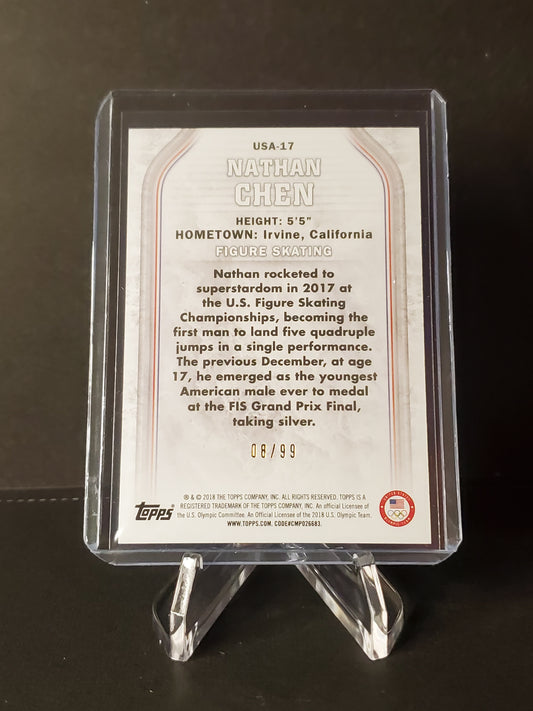 USA-17
NATHAN
CHEN
HEIGHT: 5'5"
HOMETOWN: Irvine, California
FIGURE SKATING
Nathan rocketed to
superstardom in 2017 at
the U.S. Figure Skating
Championships, becoming the
first man to land five quadruple
jumps in a single performance.
The previous December, at age
17, he emerged as the youngest
American male ever to medal
at the FIS Grand Prix Final,
taking silver.
08/99
® & © 2018 THE TOPPS COMPANY, INC. ALL RIGHTS RESERVED. TOPPS IS A
REGISTERED TRADEMARK OF THE TOPPS COMPANY, INC. An official Licensee of
the U.S. Olympic Committee. An Official Licensee of the 2018 U.S. Olympic Team.
WWW.TOPPS.COM. CODE#CMP026683.
Topps